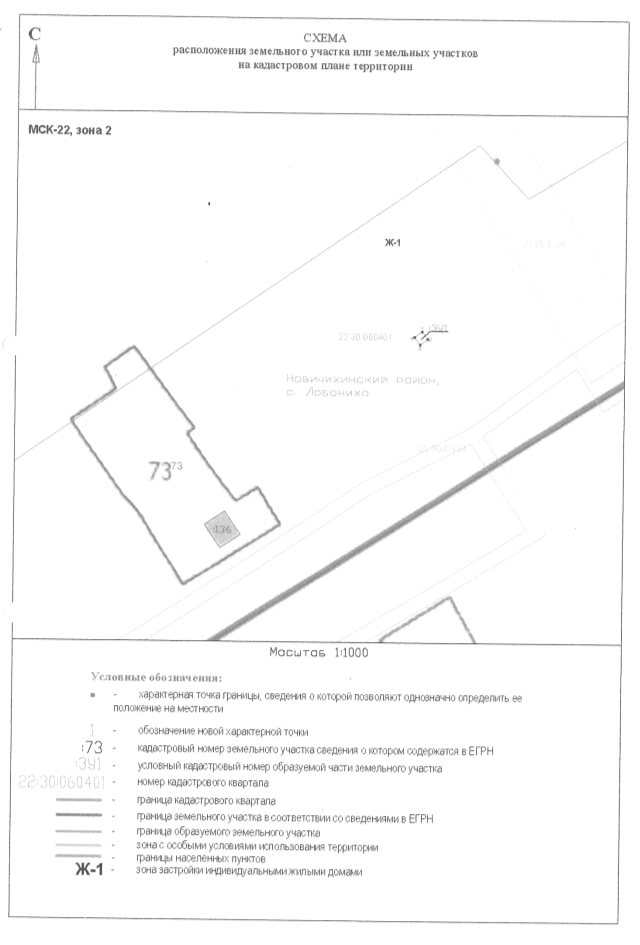 С
СХЕМА
расположения земельного участка или земельных участков
на кадастровом плане территории
МСК-22, зона 2
Ж-1
:ЗУ1
22:30:060401
Новичихинский район,
с. Лобаниха
73
73
:136
Масштаб 1:1000
Условные обозначения:
- характерная точка границы, сведения о которой позволяют однозначно определить ее
положение на местности
1 - обозначение новой характерной точки
:73 - кадастровый номер земельного участка сведения о котором содержатся в ЕГРН
:ЗУ1 - условный кадастровый номер образуемой части земельного участка
22:30:060401 - номер кадастрового квартала
- граница кадастрового квартала
- граница земельного участка в соответствии со сведениями в ЕГРН
- граница образуемого земельного участка
- зона с особыми условиями использования территории
- границы населённых пунктов
Ж-1 - зона застройки индивидуальными жилыми домами